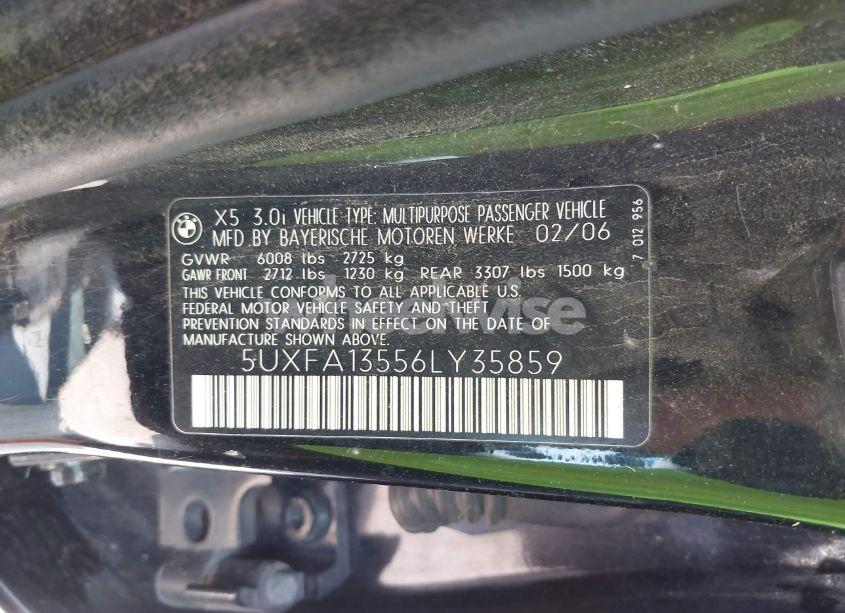 X5 3.0i VEHICLE TYPE: MULTIPURPOSE PASSENGER VEHICLE
MFD BY BAYERISCHE MOTOREN WERKE 02/06
GVWR 6008 lbs 2725 kg
GAWR FRONT 2712 lbs 1230 kg REAR 3307 lbs 1500 kg
THIS VEHICLE CONFORMS TO ALL APPLICABLE U.S.
FEDERAL MOTOR VEHICLE SAFETY AND THEFT
PREVENTION STANDARDS IN EFFECT ON THE DATE OF
MANUFACTURE SHOWN ABOVE.
5UXFA13556LY35859
7 012 956